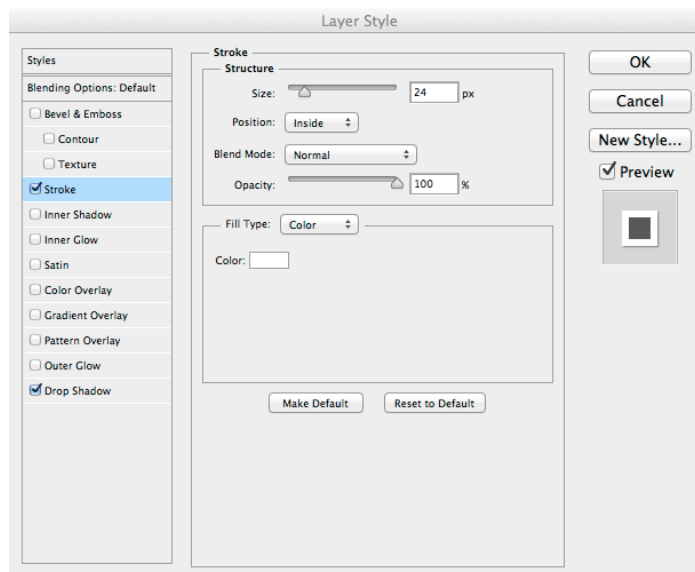 Layer Style
Styles
Blending Options: Default
Bevel & Emboss
Contour
Texture
Stroke
Inner Shadow
Inner Glow
Satin
Color Overlay
Gradient Overlay
Pattern Overlay
Outer Glow
Drop Shadow
Stroke
Structure
Size: 24 px
Position: Inside
Blend Mode: Normal
Opacity: 100 %
Fill Type: Color
Color:
Make Default Reset to Default
OK
Cancel
New Style...
Preview